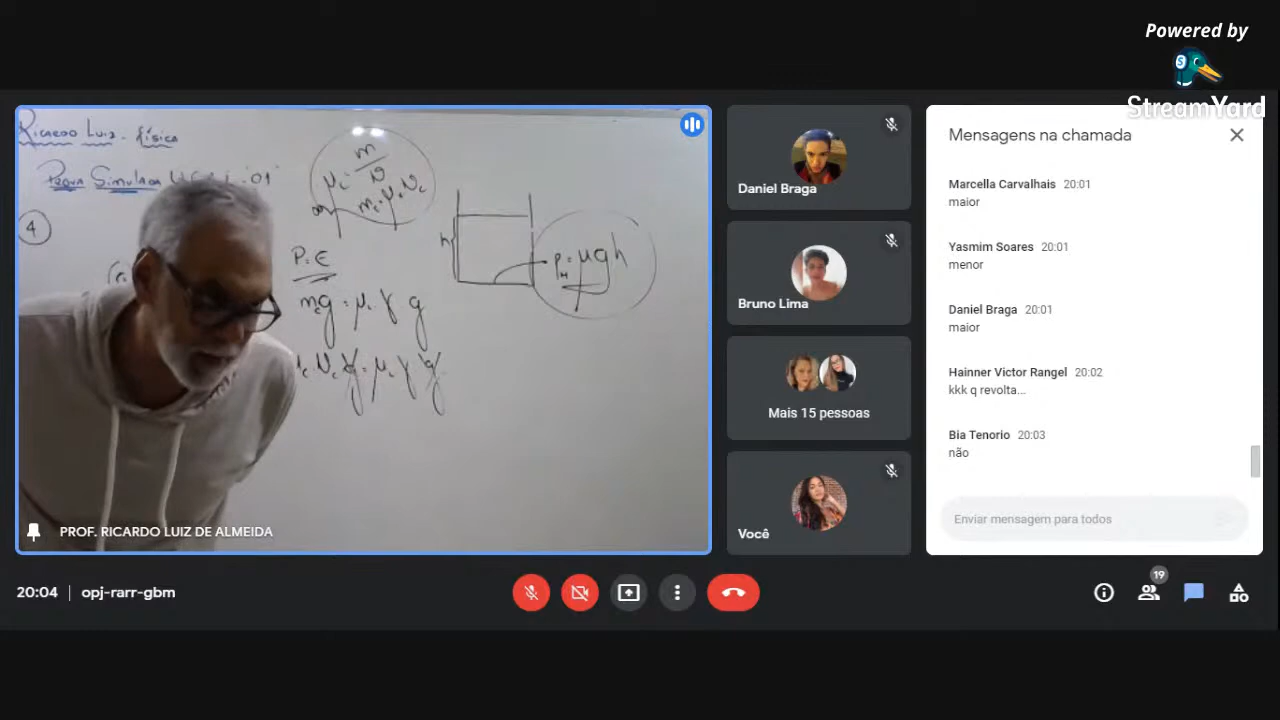 Powered by
StreamYard
Ricardo Luiz - Física
Prova Simulada
4
m
P = E
h
Daniel Braga
Bruno Lima
Mais 15 pessoas
Você
PROF. RICARDO LUIZ DE ALMEIDA
Mensagens na chamada
Marcella Carvalhais 20:01
maior
Yasmim Soares 20:01
menor
Daniel Braga 20:01
maior
Hainner Victor Rangel 20:02
kkk q revolta...
Bia Tenorio 20:03
não
Enviar mensagem para todos
20:04 | opj-rarr-gbm
19